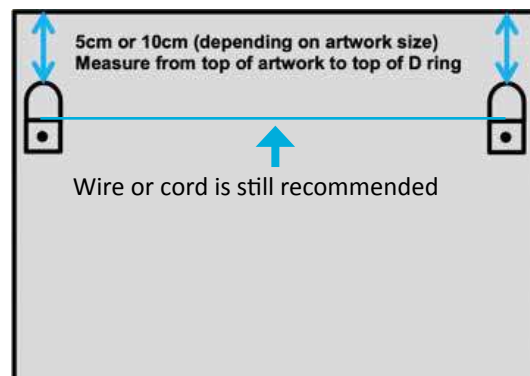 5cm or 10cm (depending on artwork size)
Measure from top of artwork to top of D ring
Wire or cord is still recommended